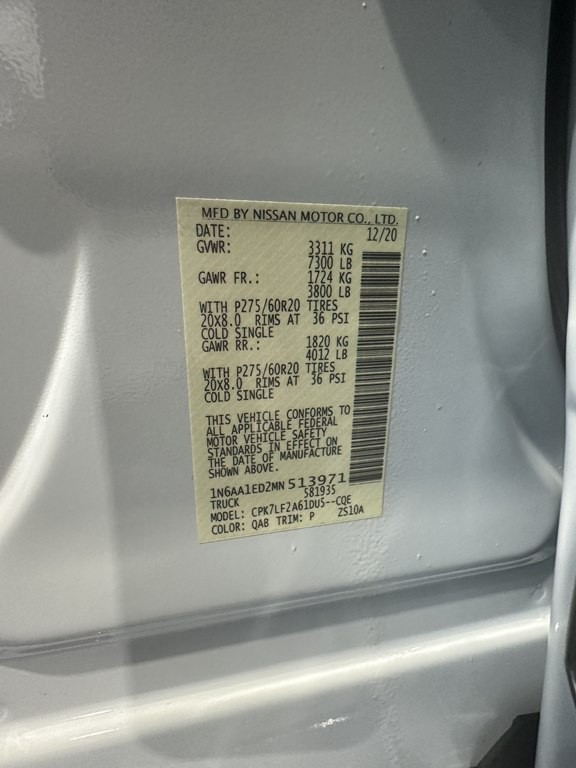 MFD BY NISSAN MOTOR CO., LTD.
DATE: 12/20
GVWR: 3311 KG
7300 LB
GAWR FR.: 1724 KG
3800 LB
WITH P275/60R20 TIRES
20X8.0 RIMS AT 36 PSI
COLD SINGLE
GAWR RR.: 1820 KG
4012 LB
WITH P275/60R20 TIRES
20X8.0 RIMS AT 36 PSI
COLD SINGLE
THIS VEHICLE CONFORMS TO
ALL APPLICABLE FEDERAL
MOTOR VEHICLE SAFETY
STANDARDS IN EFFECT ON
THE DATE OF MANUFACTURE
SHOWN ABOVE.
1N6AA1ED2MN513971
TRUCK 581935
MODEL: CPK7LF2A61DU5--CQE
COLOR: QAB TRIM: P ZS10A